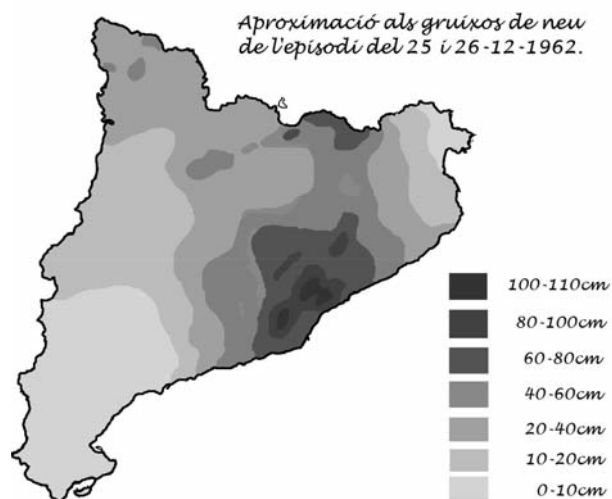 Aproximació als gruixos de neu
de l'episodi del 25 i 26-12-1962.
100-110cm
80-100cm
60-80cm
40-60cm
20-40cm
10-20cm
0-10cm